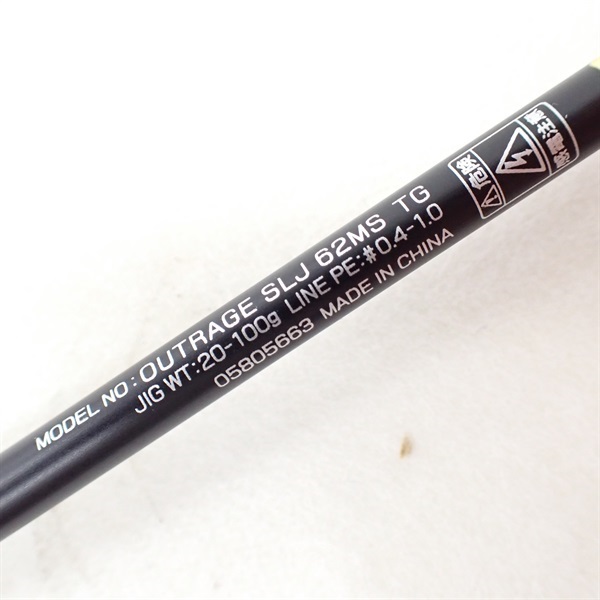 MODEL NO: OUTRAGE SLJ 62MS TG
JIG WT:20-100g LINE PE:#0.4-1.0
05805663 MADE IN CHINA
危険
感電注意